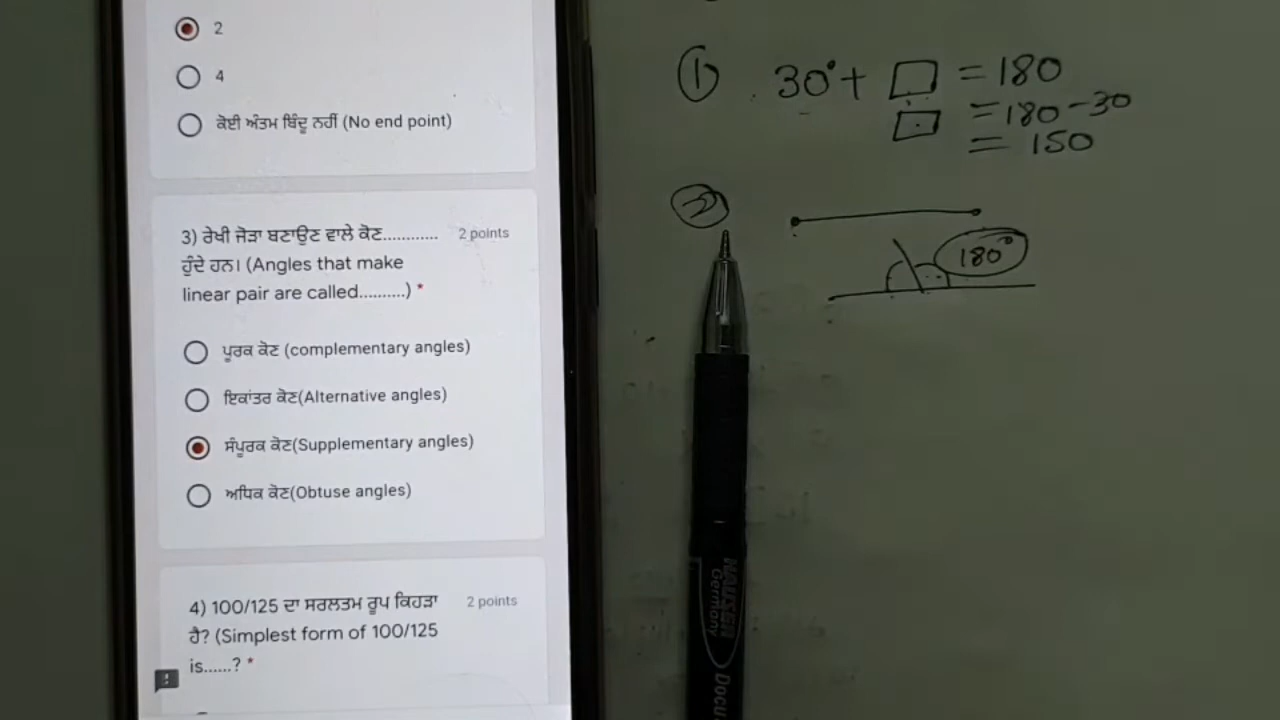 2
4
ਕੋਈ ਅੰਤਮ ਬਿੰਦੂ ਨਹੀਂ (No end point)
3) ਰੇਖੀ ਜੋੜਾ ਬਣਾਉਣ ਵਾਲੇ ਕੋਣ............ 2 points
ਹੁੰਦੇ ਹਨ। (Angles that make
linear pair are called..........) *
ਪੂਰਕ ਕੋਣ (complementary angles)
ਇਕਾਂਤਰ ਕੋਣ(Alternative angles)
ਸੰਪੂਰਕ ਕੋਣ(Supplementary angles)
ਅਧਿਕ ਕੋਣ(Obtuse angles)
4) 100/125 ਦਾ ਸਰਲਤਮ ਰੂਪ ਕਿਹੜਾ 2 points
ਹੈ? (Simplest form of 100/125
is......? *
① 30° + □ = 180
□ = 180 - 30
= 150
180°
HAUSER
Germany
Docu